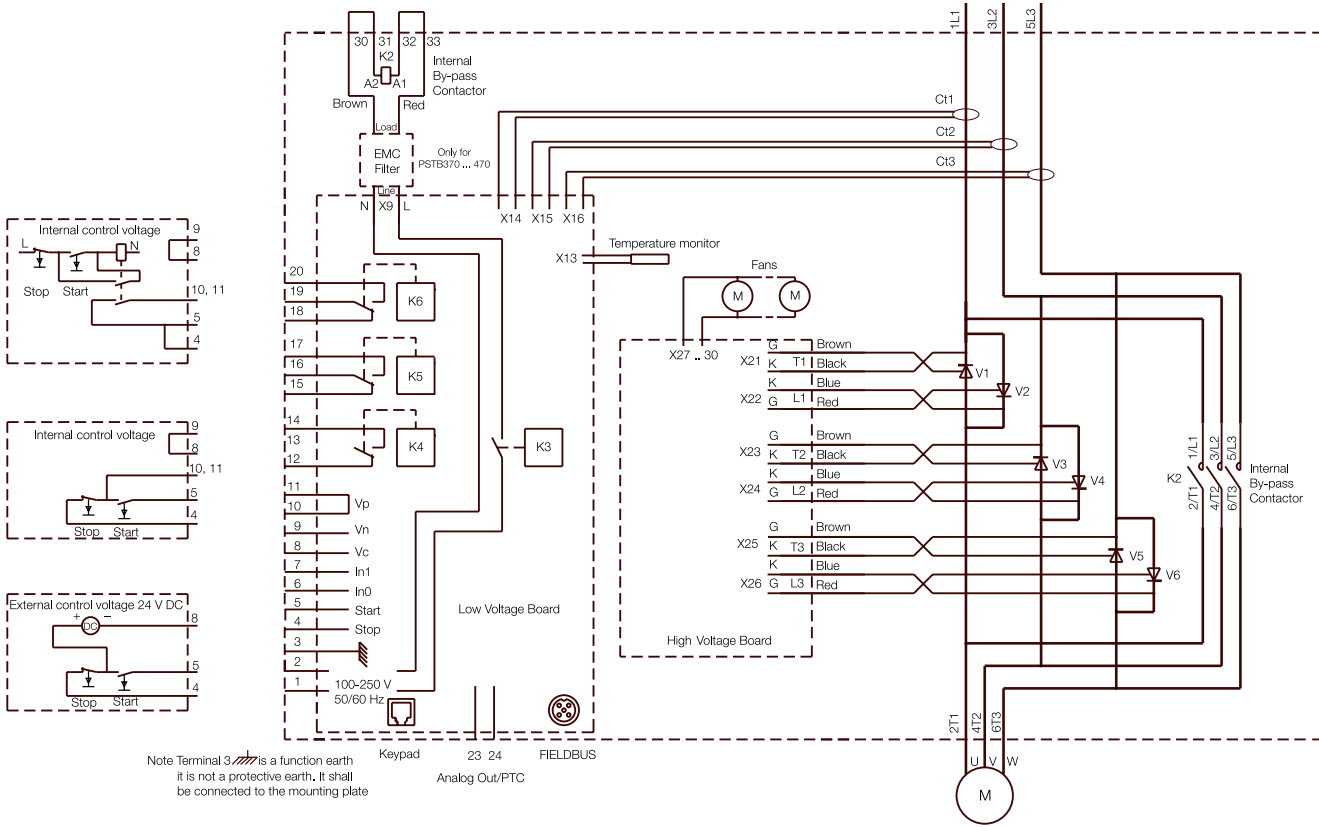 1L1
3L2
5L3
30 31 32 33
K2
A2 A1
Internal
By-pass
Contactor
Brown
Red
Load
EMC
Filter
Line
Only for
PSTB370 ... 470
N X9 L
Ct1
Ct2
Ct3
X14 X15 X16
X13
Temperature monitor
Internal control voltage
L
N
Stop Start
9
8
10, 11
5
4
Internal control voltage
Stop Start
9
8
10, 11
5
4
External control voltage 24 V DC
+ −
DC
Stop Start
8
5
4
20
19
18
K6
17
16
15
K5
14
13
12
K4
K3
11
10
Vp
9 Vn
8 Vc
7 In1
6 In0
5 Start
4 Stop
3
2
1
100-250 V
50/60 Hz
Low Voltage Board
Keypad
23 24
Analog Out/PTC
FIELDBUS
Note Terminal 3 is a function earth
it is not a protective earth. It shall
be connected to the mounting plate
Fans
M M
X27 .. 30
X21 G Brown
K T1 Black
K Blue
X22 G L1 Red
X23 G Brown
K T2 Black
K Blue
X24 G L2 Red
X25 G Brown
K T3 Black
K Blue
X26 G L3 Red
High Voltage Board
V1
V2
V3
V4
V5
V6
K2
1/L1
3/L2
5/L3
2/T1
4/T2
6/T3
Internal
By-pass
Contactor
2T1
4T2
6T3
U V W
M